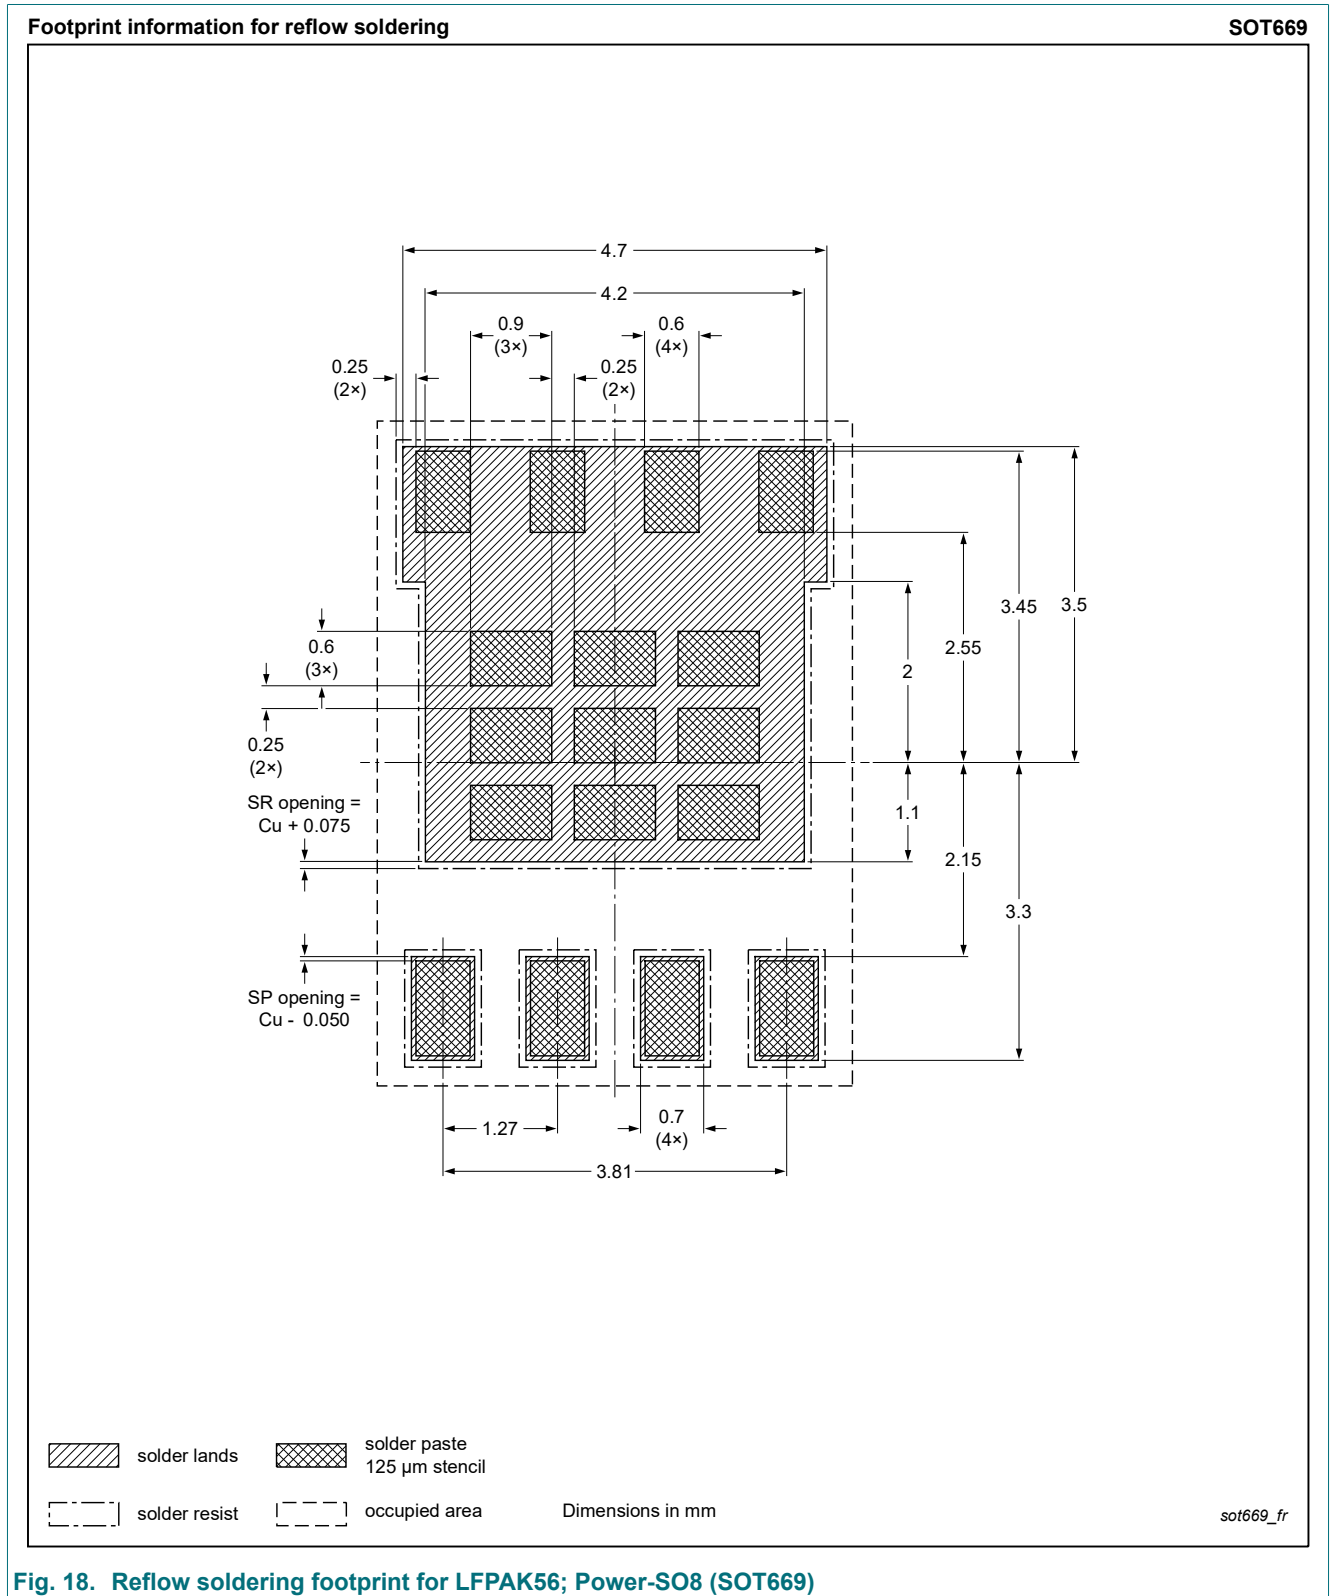 Footprint information for reflow soldering SOT669
4.7
4.2
0.9
(3×)
0.6
(4×)
0.25
(2×)
0.25
(2×)
3.45
3.5
2.55
2
0.6
(3×)
0.25
(2×)
SR opening =
Cu + 0.075
1.1
2.15
3.3
SP opening =
Cu - 0.050
1.27
0.7
(4×)
3.81
solder lands
solder paste
125 µm stencil
solder resist
occupied area
Dimensions in mm
sot669_fr
Fig. 18. Reflow soldering footprint for LFPAK56; Power-SO8 (SOT669)